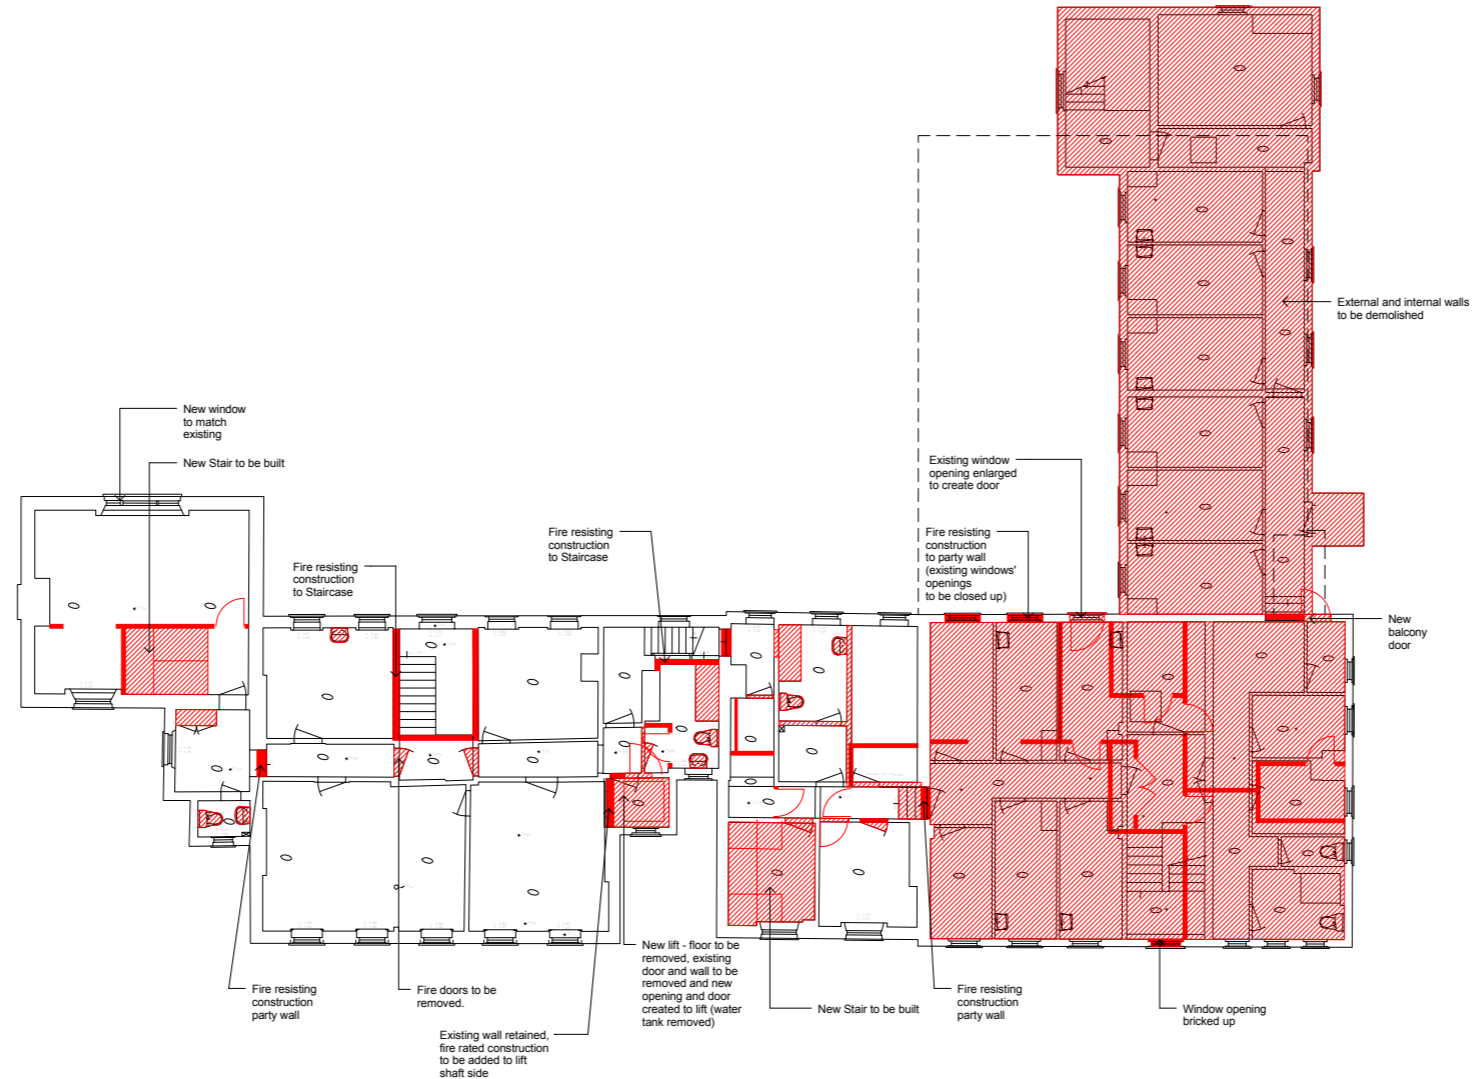 External and internal walls
to be demolished
New window
to match
existing
New Stair to be built
Existing window
opening enlarged
to create door
Fire resisting
construction
to Staircase
Fire resisting
construction
to party wall
(existing windows'
openings
to be closed up)
Fire resisting
construction
to Staircase
New
balcony
door
New lift - floor to be
removed, existing
door and wall to be
removed and new
opening and door
created to lift (water
tank removed)
Fire resisting
construction
party wall
Fire doors to be
removed.
New Stair to be built
Fire resisting
construction
party wall
Window opening
bricked up
Existing wall retained,
fire rated construction
to be added to lift
shaft side